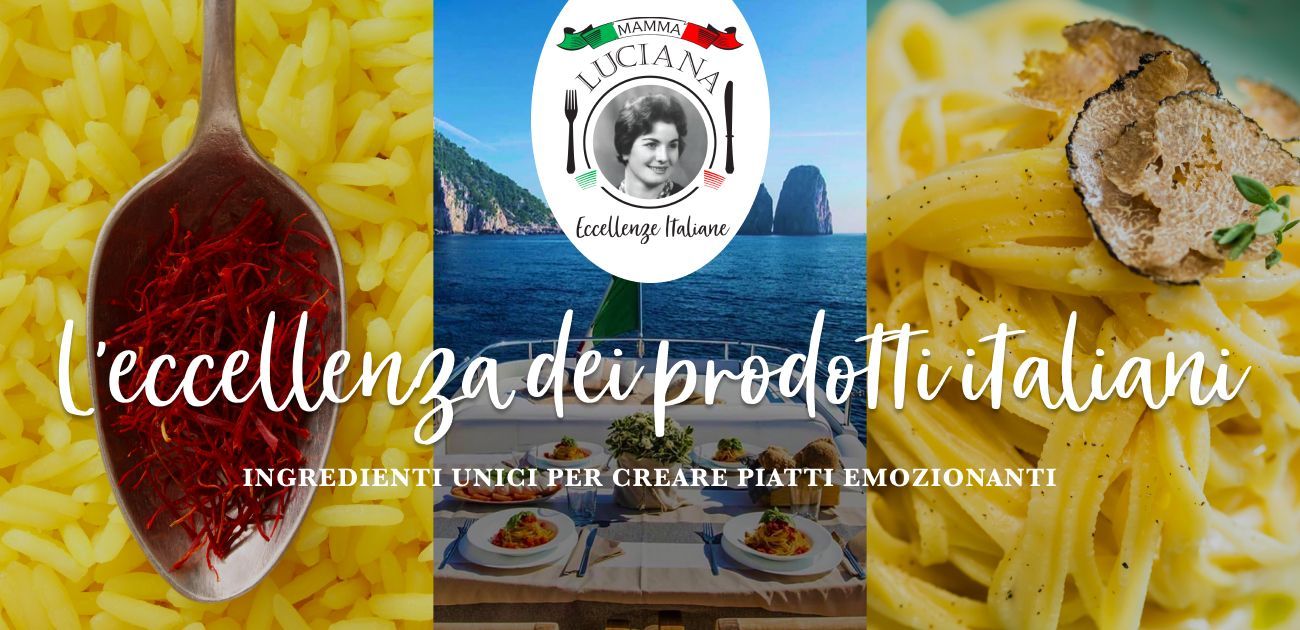 MAMMA
LUCIANA
Eccellenze Italiane
L'eccellenza dei prodotti italiani
INGREDIENTI UNICI PER CREARE PIATTI EMOZIONANTI